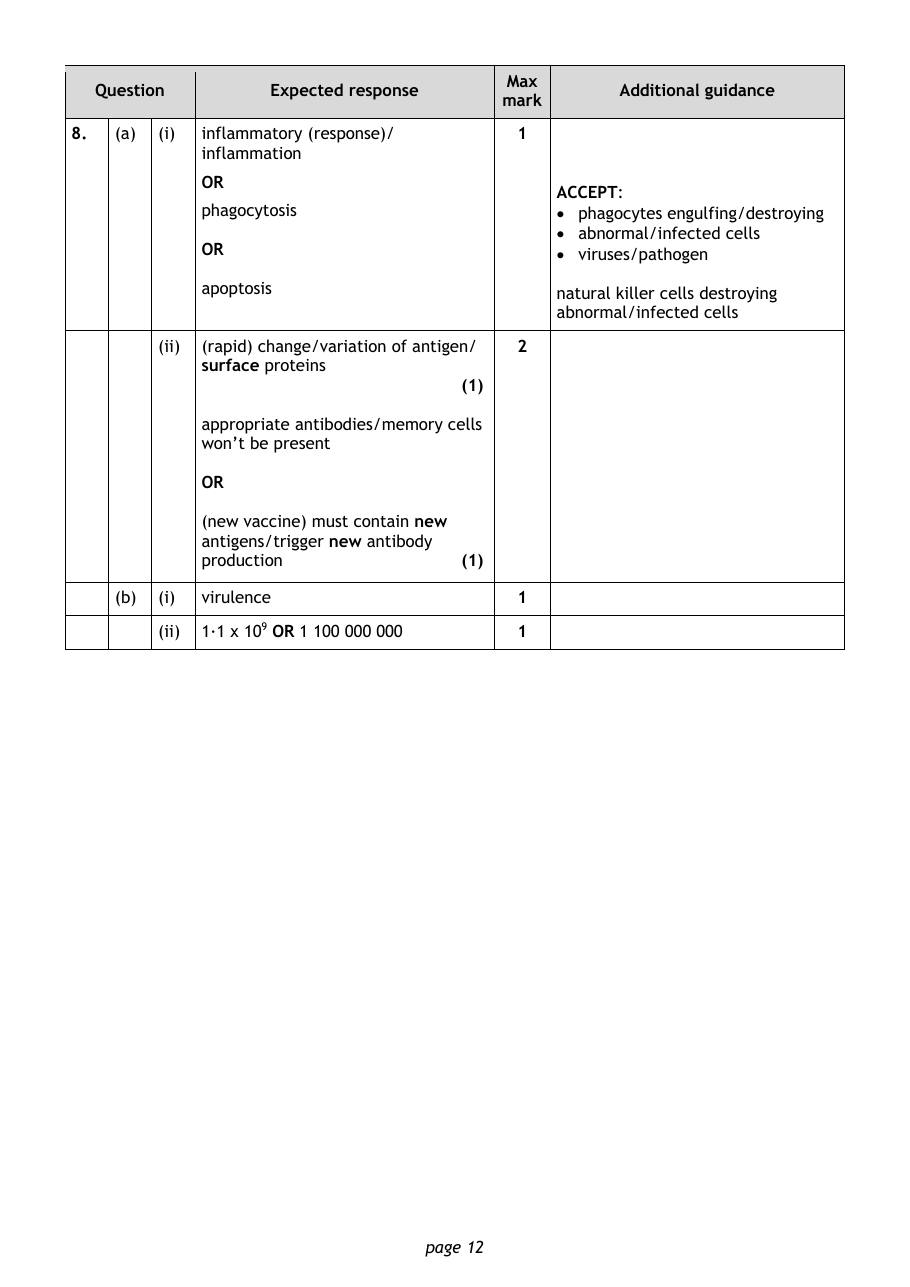 Question Expected response Max mark Additional guidance
8. (a) (i) inflammatory (response)/
inflammation
OR
phagocytosis
OR
apoptosis
1
ACCEPT:
• phagocytes engulfing/destroying
• abnormal/infected cells
• viruses/pathogen
natural killer cells destroying
abnormal/infected cells
(ii) (rapid) change/variation of antigen/
surface proteins
(1)
appropriate antibodies/memory cells
won’t be present
OR
(new vaccine) must contain new
antigens/trigger new antibody
production (1)
2
(b) (i) virulence 1
(ii) 1·1 x 10⁹ OR 1 100 000 000 1
page 12